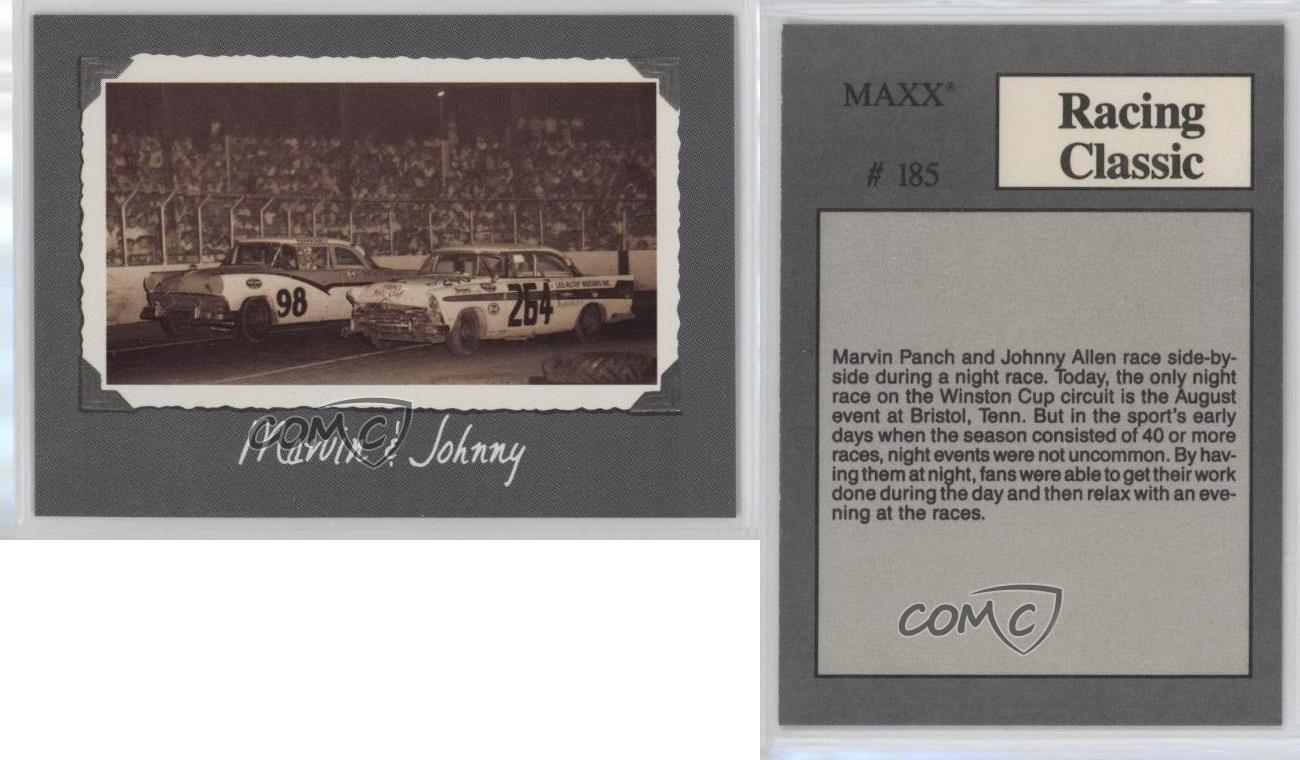 98
264
LEE-AUTRY MOTORS INC.
Marvin & Johnny
COMC
MAXX®
Racing
Classic
# 185
Marvin Panch and Johnny Allen race side-by-
side during a night race. Today, the only night
race on the Winston Cup circuit is the August
event at Bristol, Tenn. But in the sport's early
days when the season consisted of 40 or more
races, night events were not uncommon. By hav-
ing them at night, fans were able to get their work
done during the day and then relax with an eve-
ning at the races.
COMC